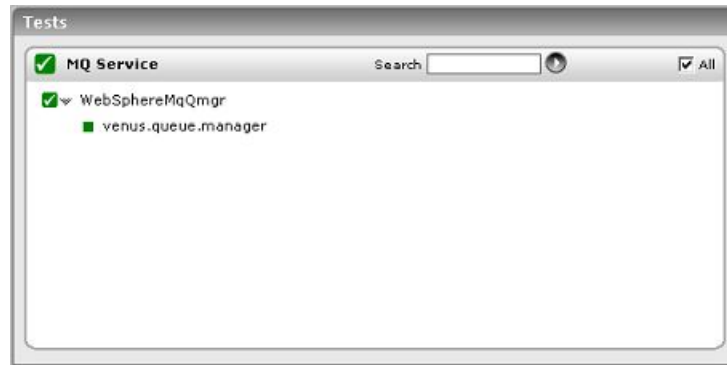 Tests
MQ Service Search All
WebSphereMqQmgr
venus.queue.manager